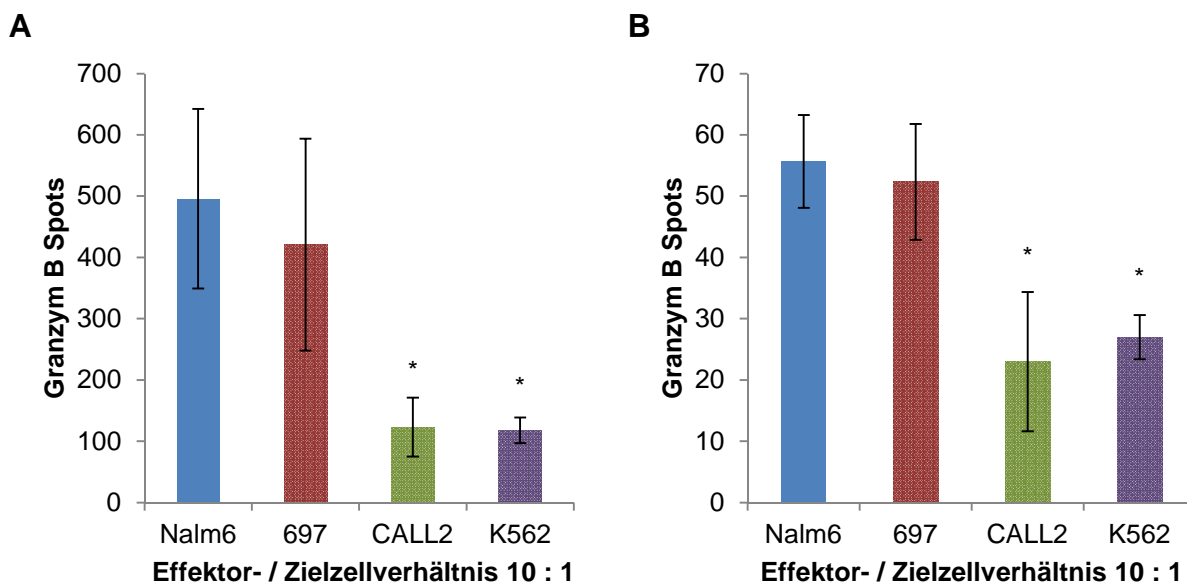 A
700
600
500
400
300
200
100
0
Granzym B Spots
*
*
Nalm6 697 CALL2 K562
Effektor- / Zielzellverhältnis 10 : 1
B
70
60
50
40
30
20
10
0
Granzym B Spots
*
*
Nalm6 697 CALL2 K562
Effektor- / Zielzellverhältnis 10 : 1